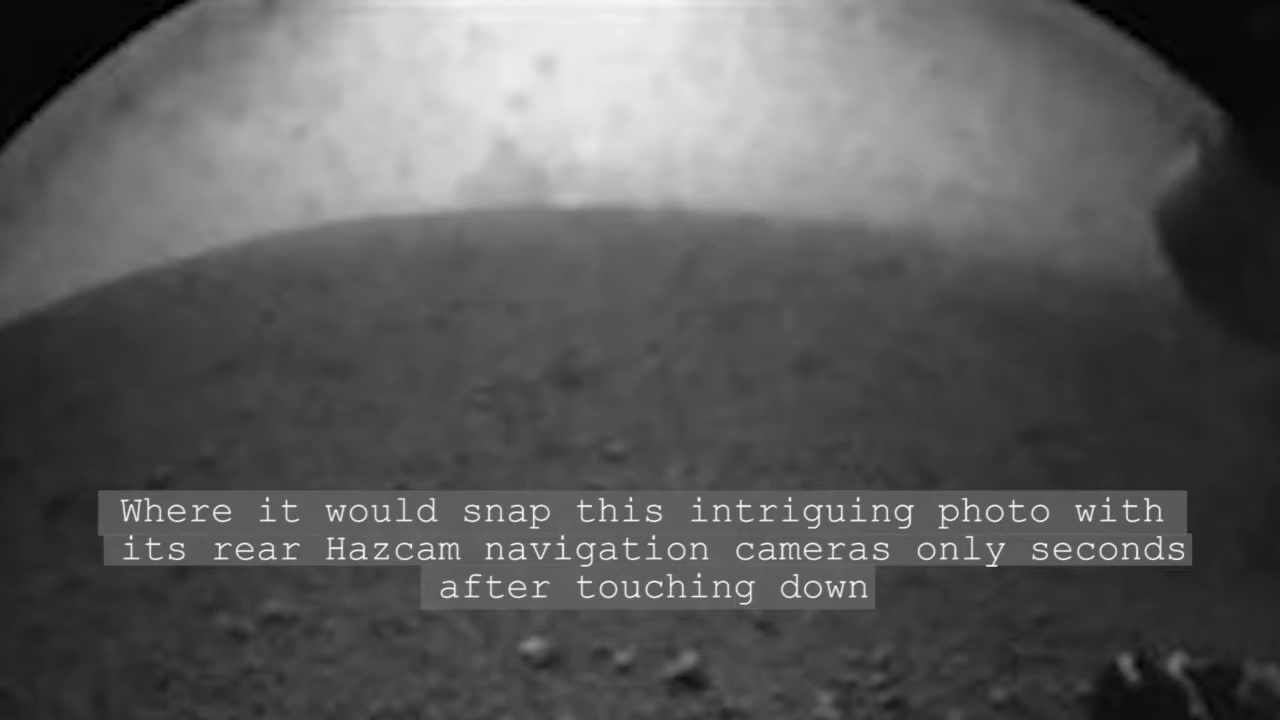 Where it would snap this intriguing photo with
its rear Hazcam navigation cameras only seconds
after touching down